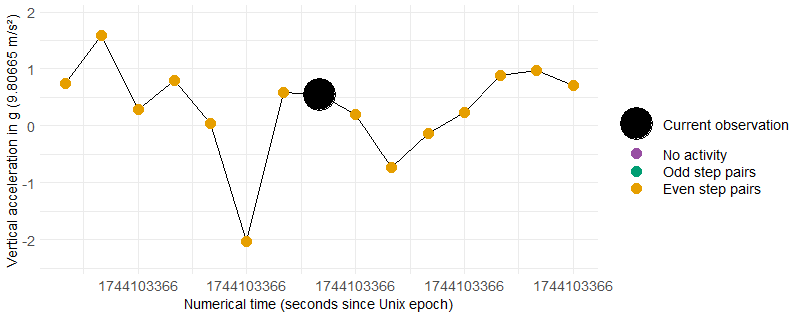 Vertical acceleration in g (9.80665 m/s²)
2
1
0
-1
-2
1744103366 1744103366 1744103366 1744103366 1744103366
Numerical time (seconds since Unix epoch)
Current observation
No activity
Odd step pairs
Even step pairs